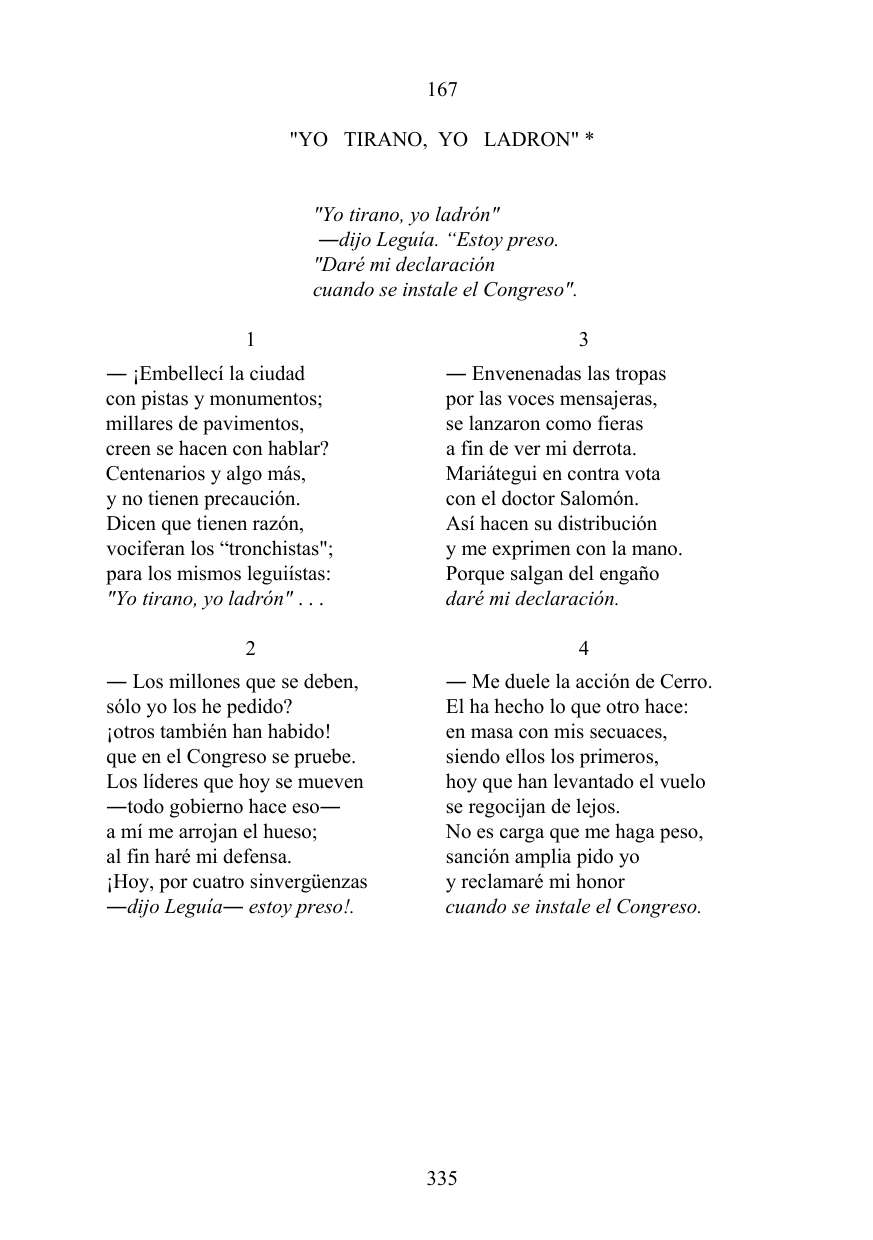 167
"YO TIRANO, YO LADRON" *
"Yo tirano, yo ladrón"
―dijo Leguía. “Estoy preso.
"Daré mi declaración
cuando se instale el Congreso".
1
― ¡Embellecí la ciudad
con pistas y monumentos;
millares de pavimentos,
creen se hacen con hablar?
Centenarios y algo más,
y no tienen precaución.
Dicen que tienen razón,
vociferan los “tronchistas";
para los mismos leguiístas:
"Yo tirano, yo ladrón" . . .
2
― Los millones que se deben,
sólo yo los he pedido?
¡otros también han habido!
que en el Congreso se pruebe.
Los líderes que hoy se mueven
―todo gobierno hace eso―
a mí me arrojan el hueso;
al fin haré mi defensa.
¡Hoy, por cuatro sinvergüenzas
―dijo Leguía― estoy preso!.
3
― Envenenadas las tropas
por las voces mensajeras,
se lanzaron como fieras
a fin de ver mi derrota.
Mariátegui en contra vota
con el doctor Salomón.
Así hacen su distribución
y me exprimen con la mano.
Porque salgan del engaño
daré mi declaración.
4
― Me duele la acción de Cerro.
El ha hecho lo que otro hace:
en masa con mis secuaces,
siendo ellos los primeros,
hoy que han levantado el vuelo
se regocijan de lejos.
No es carga que me haga peso,
sanción amplia pido yo
y reclamaré mi honor
cuando se instale el Congreso.
335